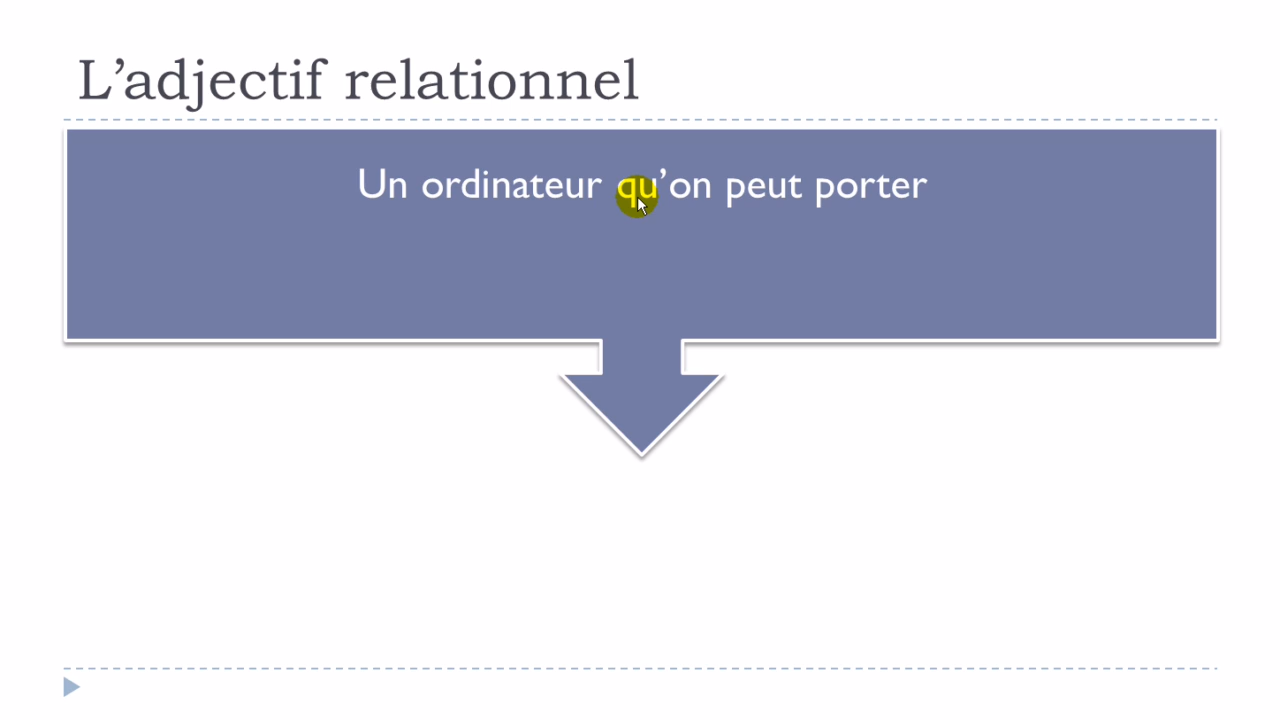 L’adjectif relationnel
Un ordinateur qu’on peut porter